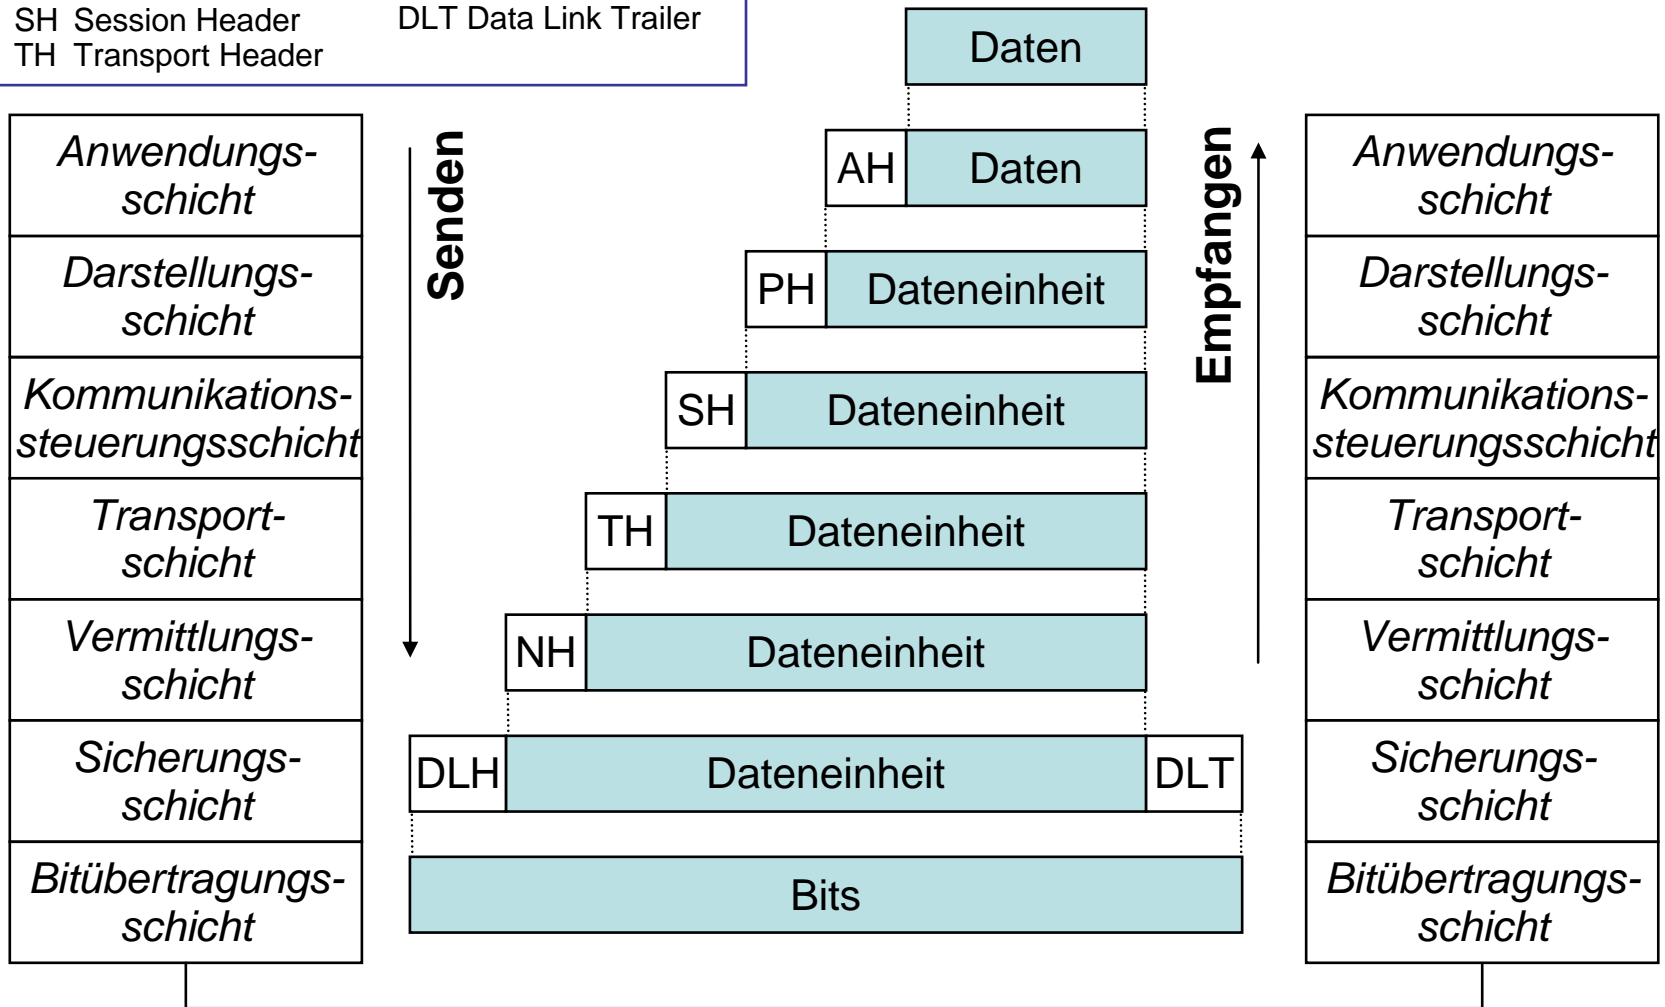 SH Session Header
DLT Data Link Trailer
TH Transport Header
Daten
Anwendungs-
schicht
Darstellungs-
schicht
Kommunikations-
steuerungsschicht
Transport-
schicht
Vermittlungs-
schicht
Sicherungs-
schicht
Bitübertragungs-
schicht
Senden
AH Daten
PH Dateneinheit
SH Dateneinheit
TH Dateneinheit
NH Dateneinheit
DLH Dateneinheit DLT
Bits
Empfangen
Anwendungs-
schicht
Darstellungs-
schicht
Kommunikations-
steuerungsschicht
Transport-
schicht
Vermittlungs-
schicht
Sicherungs-
schicht
Bitübertragungs-
schicht